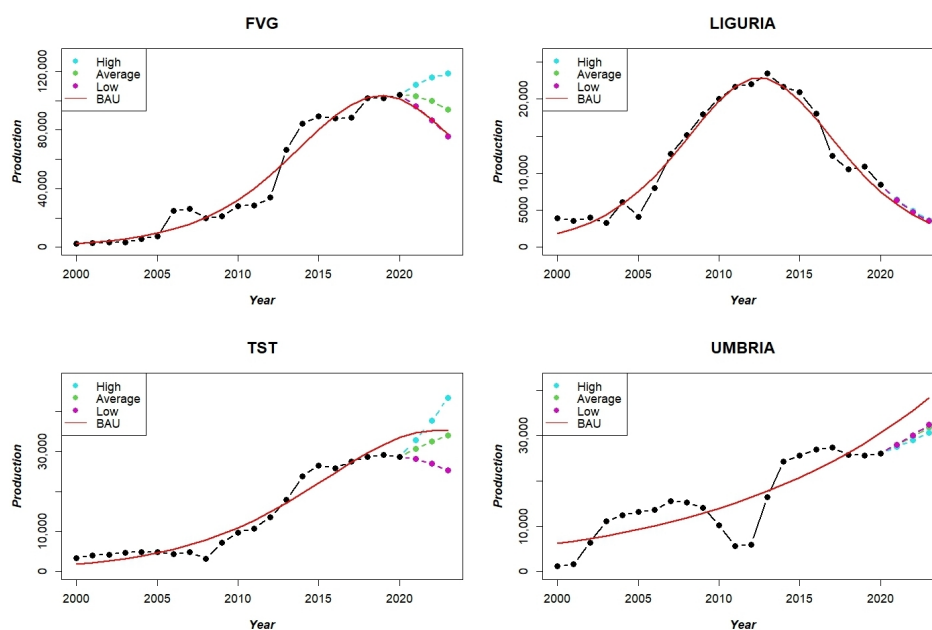 FVG
High
Average
Low
BAU
Production
120,000
80,000
40,000
0
2000 2005 2010 2015 2020
Year
LIGURIA
High
Average
Low
BAU
Production
20,000
10,000
5000
0
2000 2005 2010 2015 2020
Year
TST
High
Average
Low
BAU
Production
30,000
10,000
0
2000 2005 2010 2015 2020
Year
UMBRIA
High
Average
Low
BAU
Production
30,000
10,000
0
2000 2005 2010 2015 2020
Year